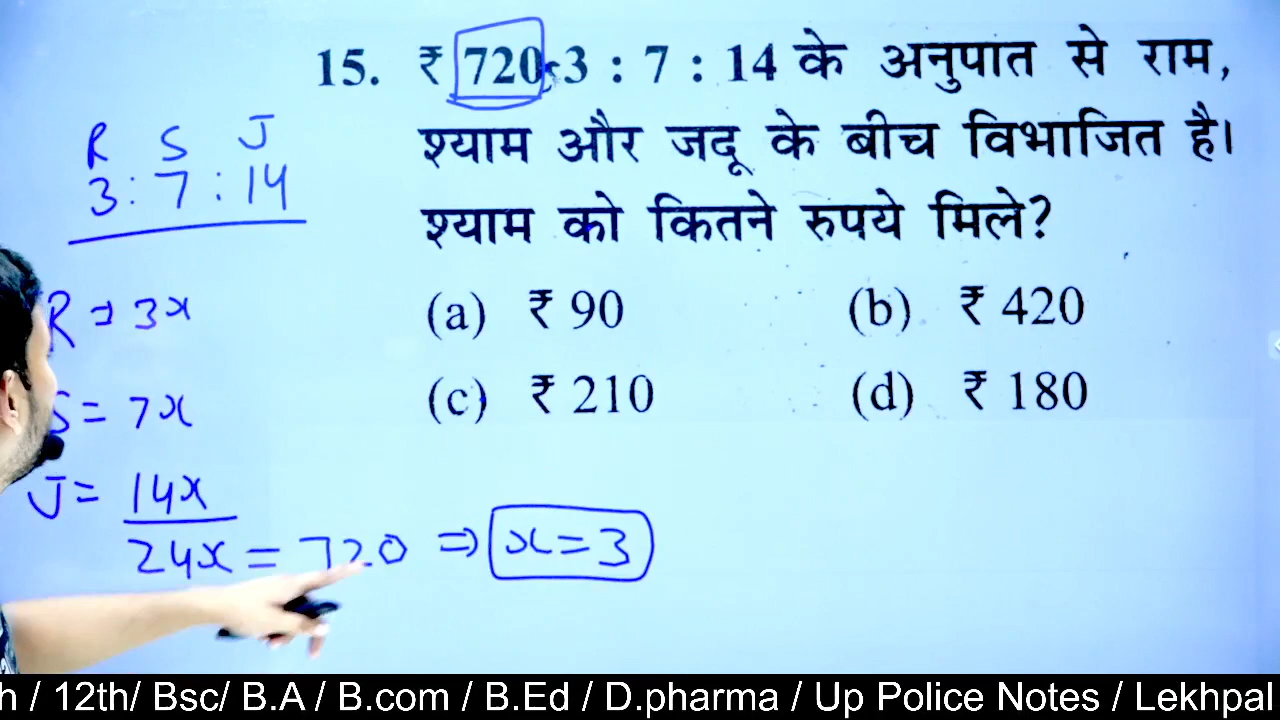 15. ₹ 720 3 : 7 : 14 के अनुपात से राम,
श्याम और जदू के बीच विभाजित है।
श्याम को कितने रुपये मिले?
(a) ₹ 90 (b) ₹ 420
(c) ₹ 210 (d) ₹ 180
R S J
3 : 7 : 14
R = 3x
S = 7x
J = 14x
24x = 720 ⇒ x = 3
h / 12th/ Bsc/ B.A / B.com / B.Ed / D.pharma / Up Police Notes / Lekhpal